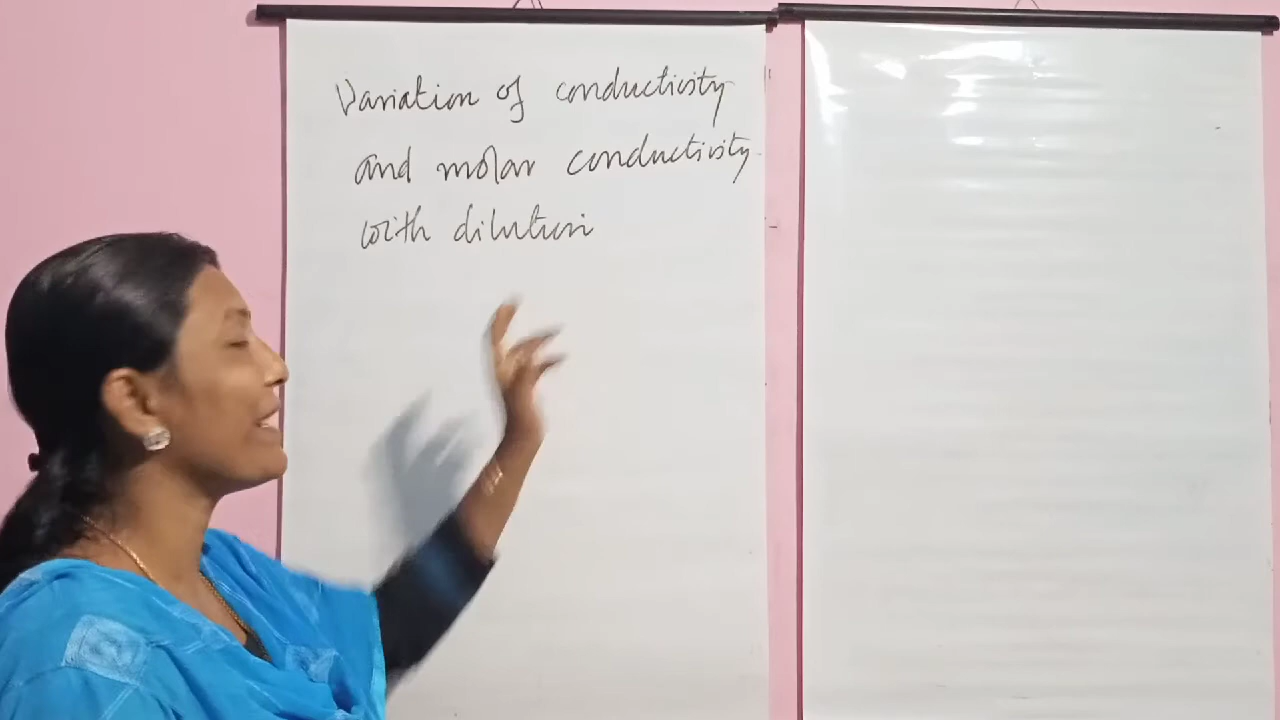 Variation of conductivity
and molar conductivity
with dilution